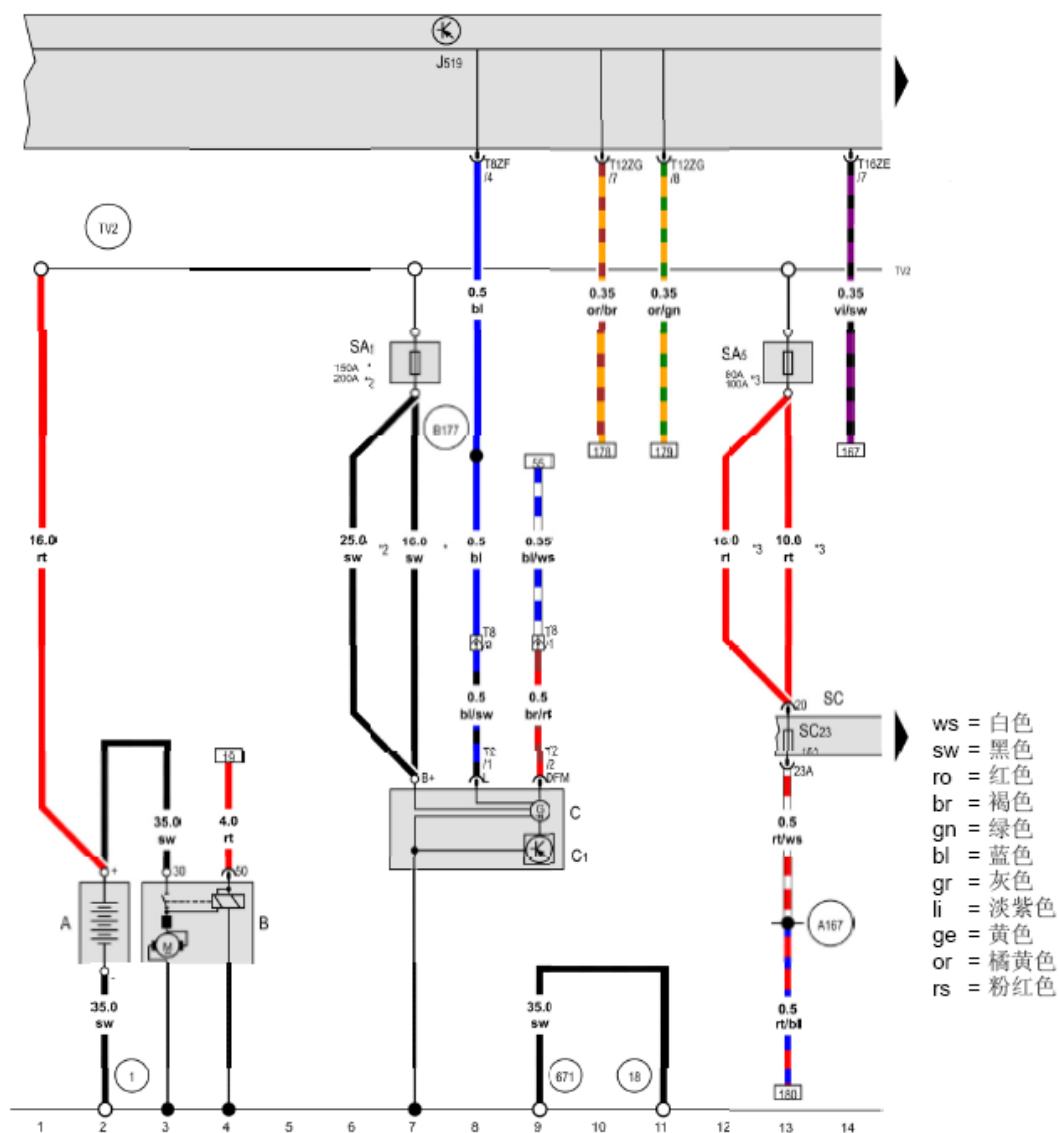 J519
T8ZF
/4
T12ZG
/7
T12ZG
/8
T16ZE
/7
TV2
TV2
0.5
bl
0.35
or/br
0.35
or/gn
0.35
vi/sw
SA1
150A *
200A *2
SA5
80A
100A *3
B177
178
179
167
55
16.0
rt
25.0
sw
*2
16.0
sw
*
0.5
bl
0.35
bl/ws
10.0
rt
*3
*3
T8
T8
/1
0.5
bl/sw
0.5
br/rt
20
SC
SC23
23A
T2
/1
T2
/2
B+
L
DFM
19
C
C1
35.0
sw
4.0
rt
0.5
rt/ws
+
30
50
A
M
B
G
A167
-
35.0
sw
35.0
sw
0.5
rt/bl
1
671
18
180
1 2 3 4 5 6 7 8 9 10 11 12 13 14
ws = 白色
sw = 黑色
ro = 红色
br = 褐色
gn = 绿色
bl = 蓝色
gr = 灰色
li = 淡紫色
ge = 黄色
or = 橘黄色
rs = 粉红色